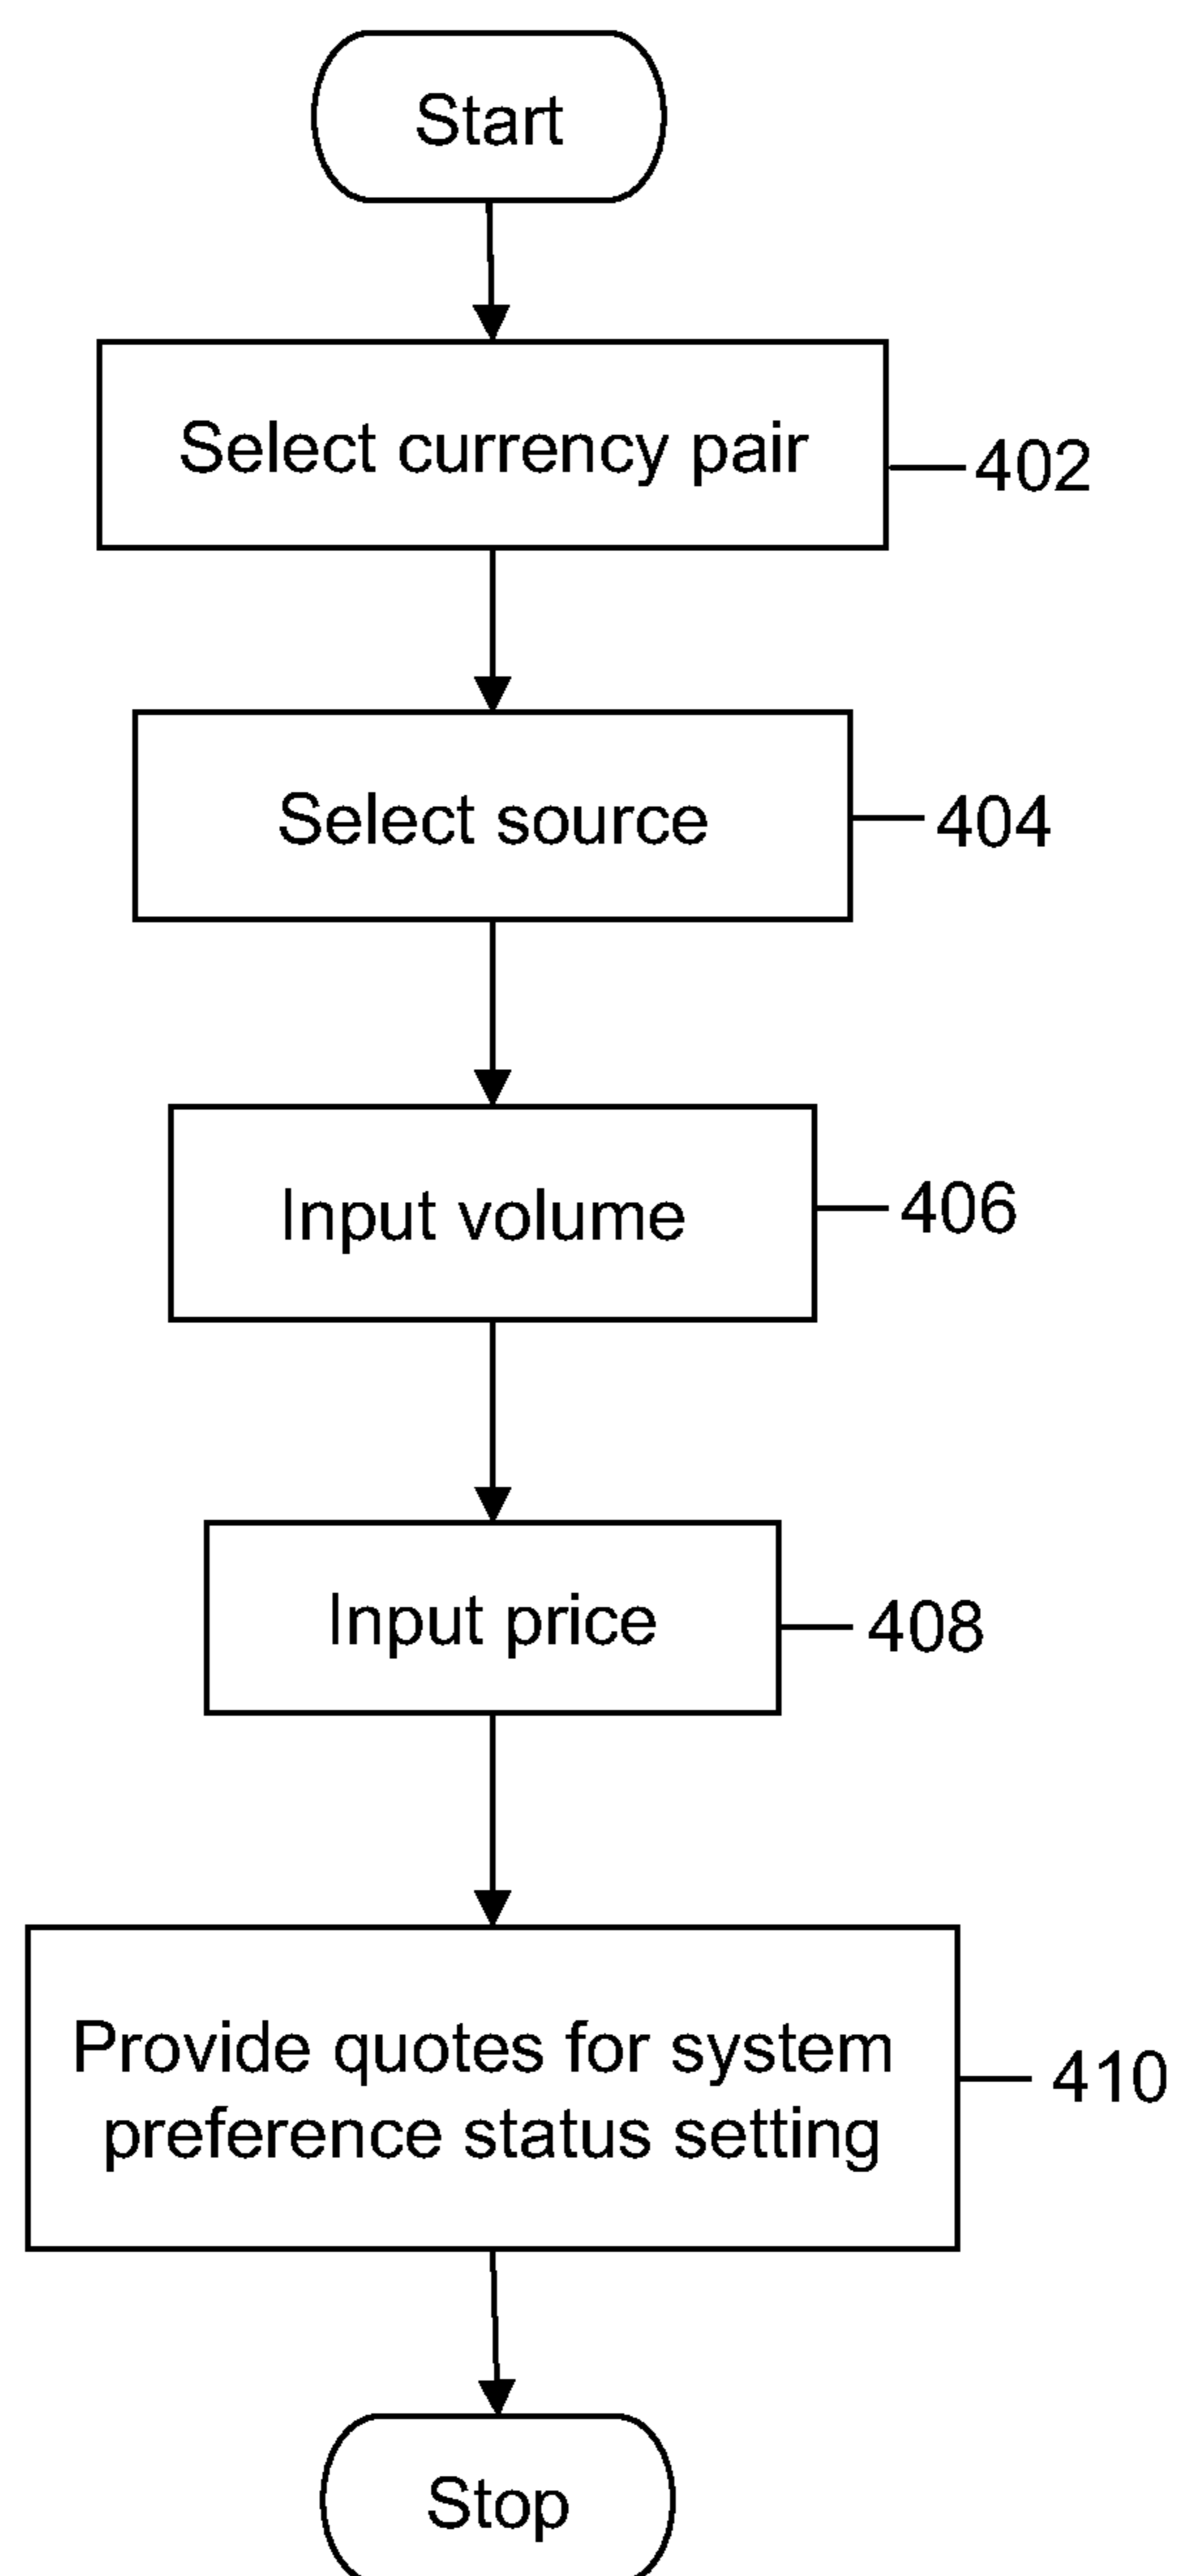 Start
Select currency pair
402
Select source
404
Input volume
406
Input price
408
Provide quotes for system
preference status setting
410
Stop